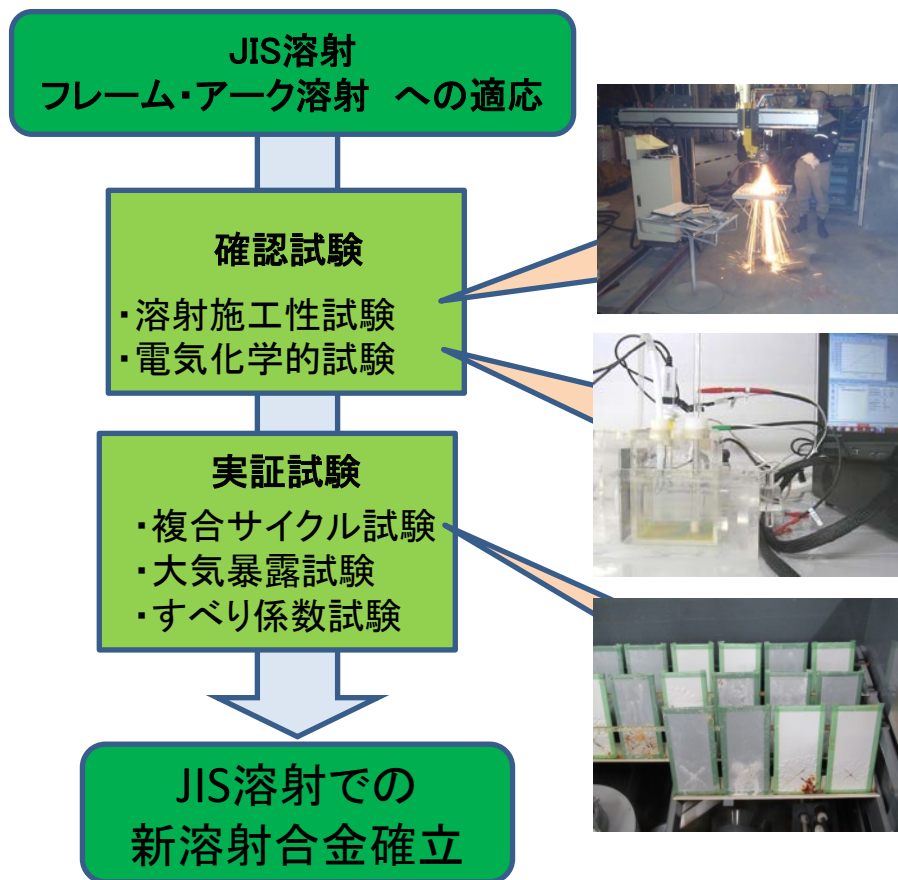 JIS溶射
フレーム・アーク溶射　への適応
確認試験
・溶射施工性試験
・電気化学的試験
実証試験
・複合サイクル試験
・大気暴露試験
・すべり係数試験
JIS溶射での
新溶射合金確立